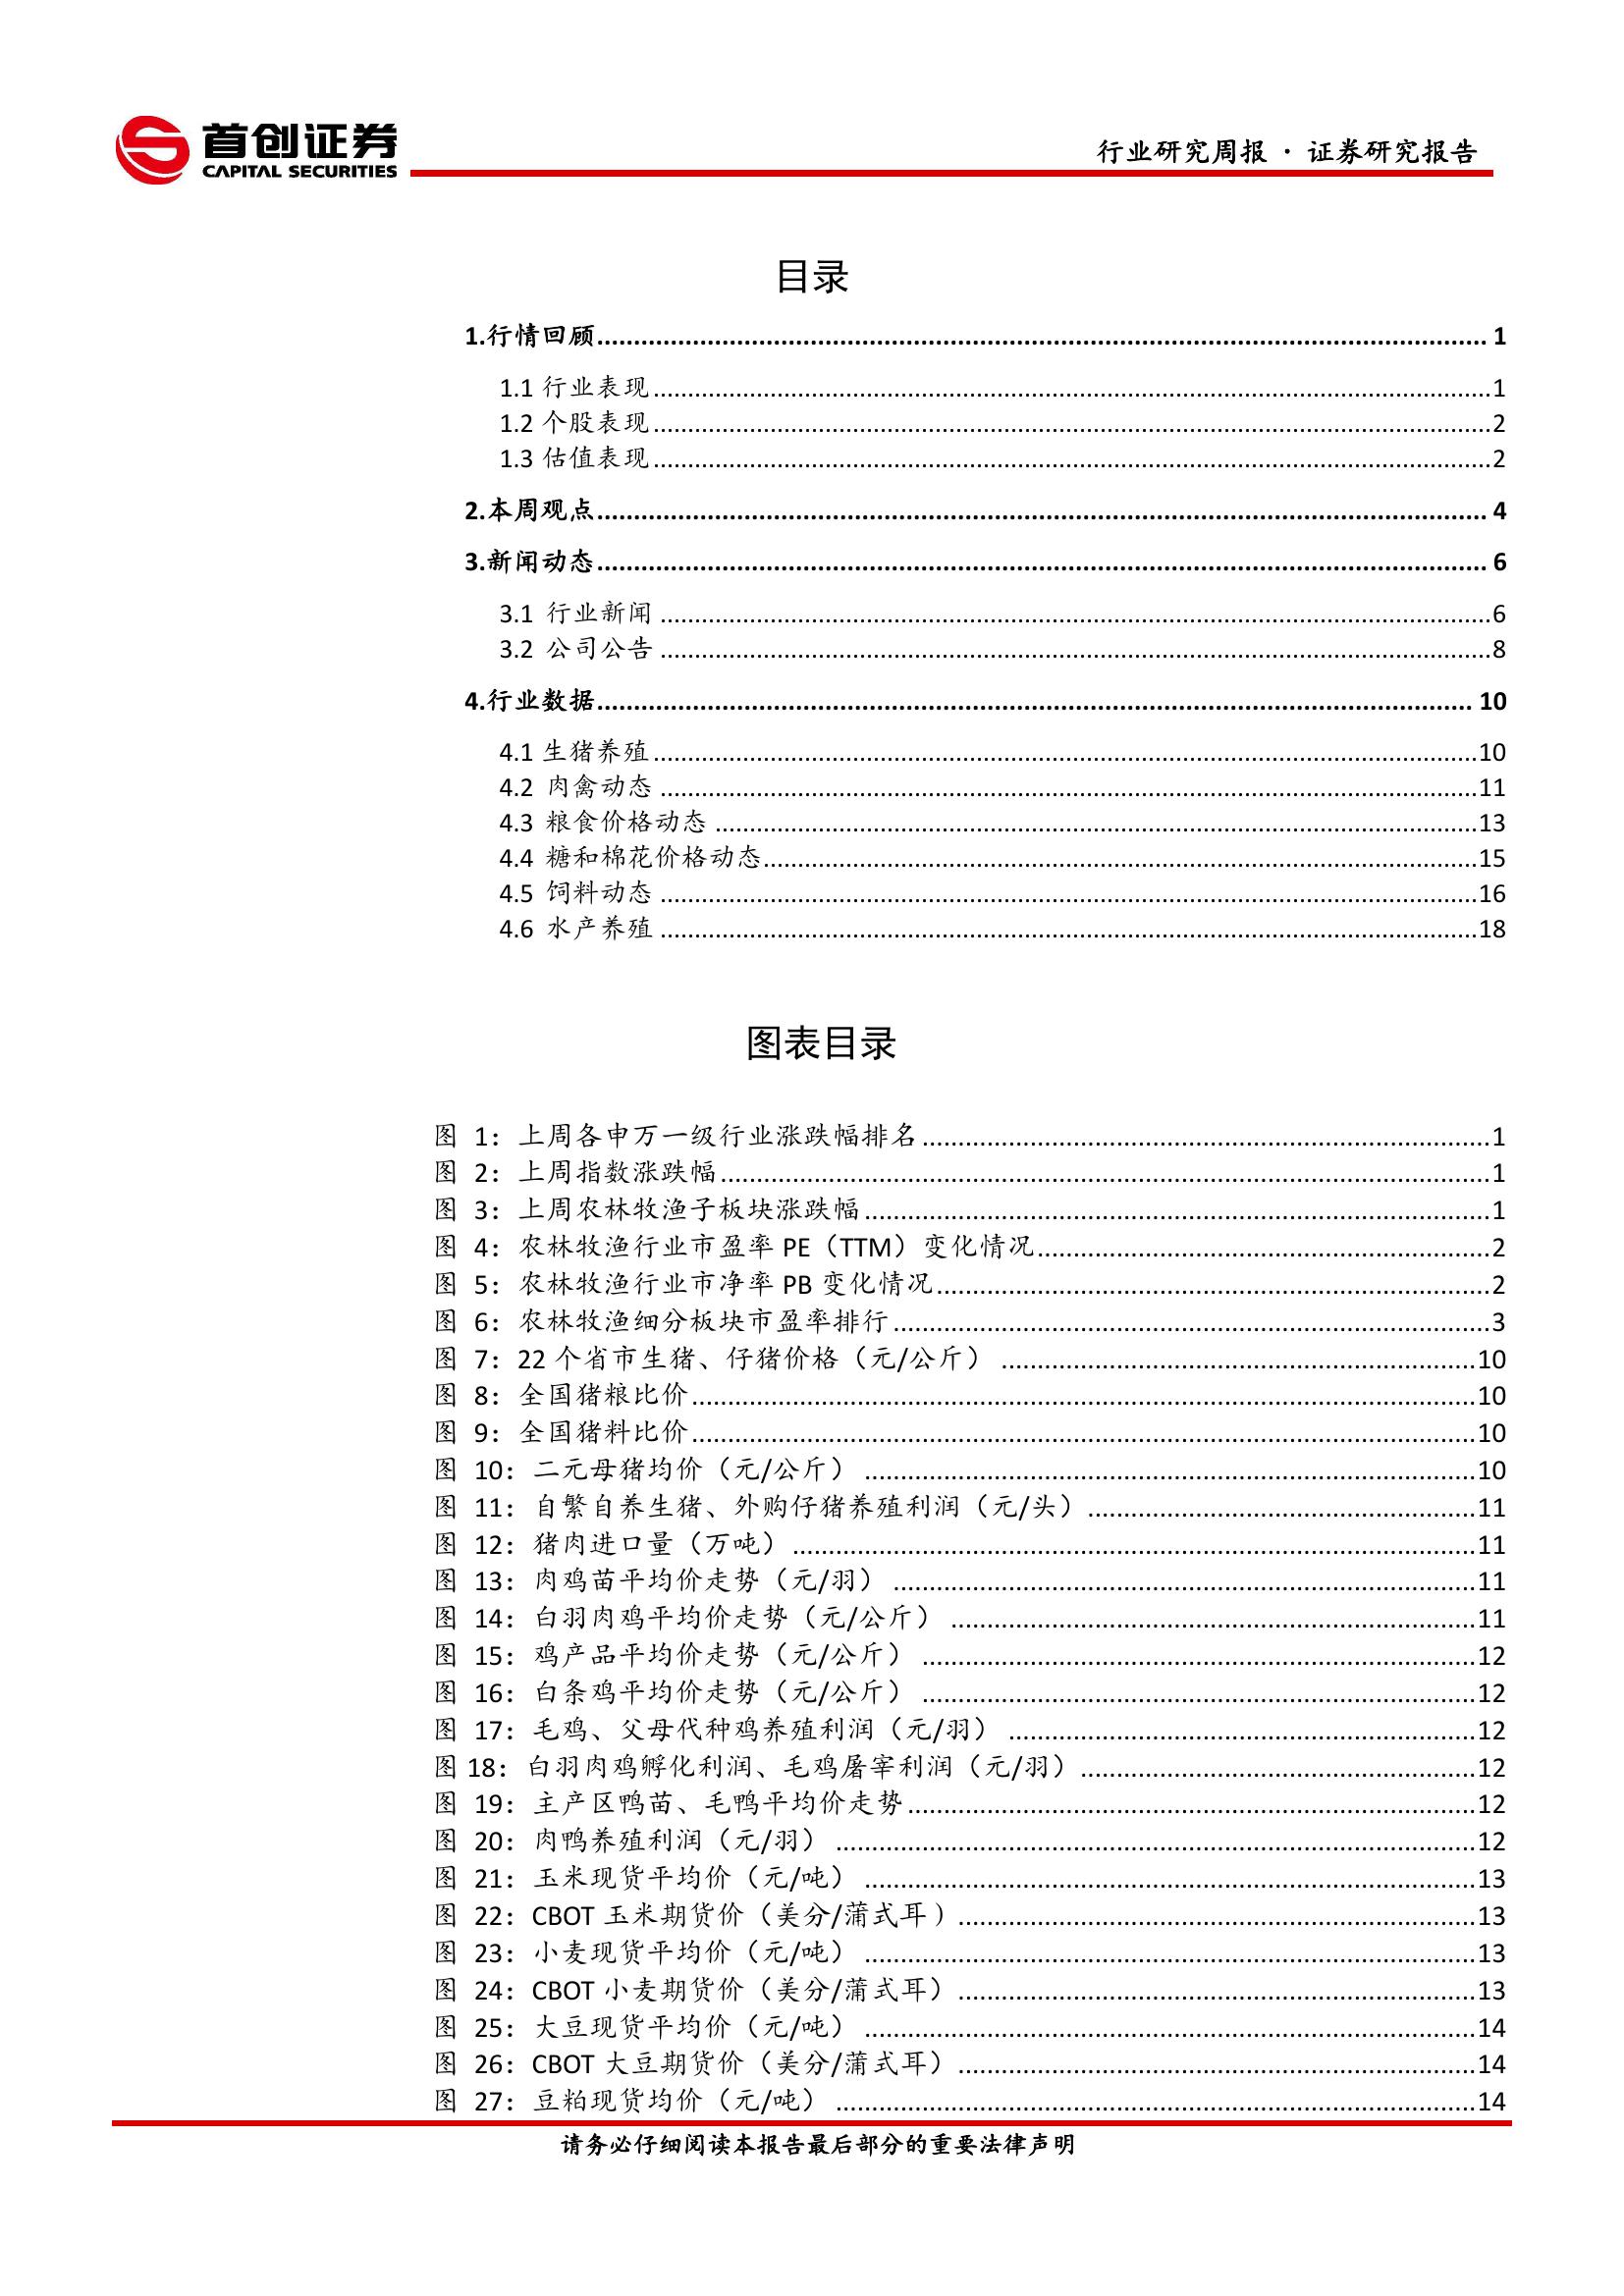 首创证券
CAPITAL SECURITIES
行业研究周报 · 证券研究报告
目录
1.行情回顾 1
1.1 行业表现 1
1.2 个股表现 2
1.3 估值表现 2
2.本周观点 4
3.新闻动态 6
3.1 行业新闻 6
3.2 公司公告 8
4.行业数据 10
4.1 生猪养殖 10
4.2 肉禽动态 11
4.3 粮食价格动态 13
4.4 糖和棉花价格动态 15
4.5 饲料动态 16
4.6 水产养殖 18
图表目录
图 1：上周各申万一级行业涨跌幅排名 1
图 2：上周指数涨跌幅 1
图 3：上周农林牧渔子板块涨跌幅 1
图 4：农林牧渔行业市盈率 PE（TTM）变化情况 2
图 5：农林牧渔行业市净率 PB 变化情况 2
图 6：农林牧渔细分板块市盈率排行 3
图 7：22 个省市生猪、仔猪价格（元/公斤） 10
图 8：全国猪粮比价 10
图 9：全国猪料比价 10
图 10：二元母猪均价（元/公斤） 10
图 11：自繁自养生猪、外购仔猪养殖利润（元/头） 11
图 12：猪肉进口量（万吨） 11
图 13：肉鸡苗平均价走势（元/羽） 11
图 14：白羽肉鸡平均价走势（元/公斤） 11
图 15：鸡产品平均价走势（元/公斤） 12
图 16：白条鸡平均价走势（元/公斤） 12
图 17：毛鸡、父母代种鸡养殖利润（元/羽） 12
图 18：白羽肉鸡孵化利润、毛鸡屠宰利润（元/羽） 12
图 19：主产区鸭苗、毛鸭平均价走势 12
图 20：肉鸭养殖利润（元/羽） 12
图 21：玉米现货平均价（元/吨） 13
图 22：CBOT 玉米期货价（美分/蒲式耳） 13
图 23：小麦现货平均价（元/吨） 13
图 24：CBOT 小麦期货价（美分/蒲式耳） 13
图 25：大豆现货平均价（元/吨） 14
图 26：CBOT 大豆期货价（美分/蒲式耳） 14
图 27：豆粕现货均价（元/吨） 14
请务必仔细阅读本报告最后部分的重要法律声明